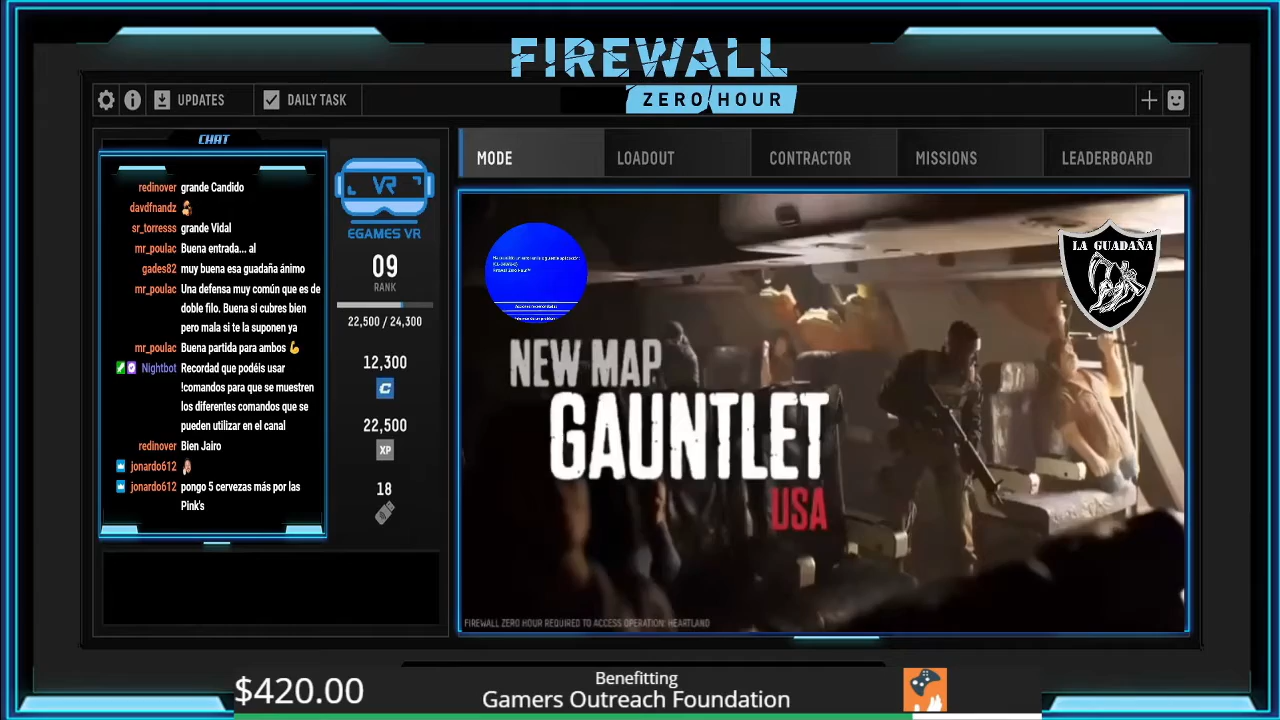 FIREWALL
ZERO HOUR
UPDATES
DAILY TASK
CHAT
redinover grande Candido
davdfnandz
sr_torresss grande Vidal
mr_poulac Buena entrada... al
gades82 muy buena esa guadaña ánimo
mr_poulac Una defensa muy común que es de
doble filo. Buena si cubres bien
pero mala si te la suponen ya
mr_poulac Buena partida para ambos 💪
Nightbot Recordad que podéis usar
!comandos para que se muestren
los diferentes comandos que se
pueden utilizar en el canal
redinover Bien Jairo
jonardo612
jonardo612 pongo 5 cervezas más por las
Pink's
VR
EGAMES VR
09
RANK
22,500 / 24,300
12,300
C
22,500
XP
18
MODE
LOADOUT
CONTRACTOR
MISSIONS
LEADERBOARD
LA GUADAÑA
NEW MAP
GAUNTLET
USA
FIREWALL ZERO HOUR REQUIRED TO ACCESS OPERATION: HEARTLAND
$420.00
Benefitting
Gamers Outreach Foundation